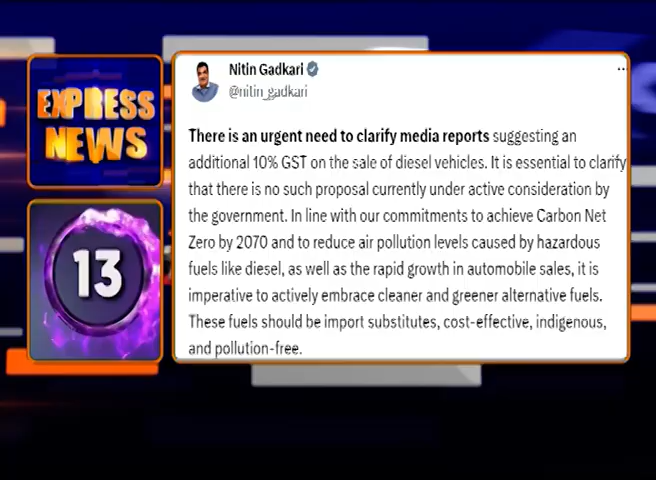 EXPRESS
NEWS
13
Nitin Gadkari
@nitin_gadkari
...
There is an urgent need to clarify media reports suggesting an
additional 10% GST on the sale of diesel vehicles. It is essential to clarify
that there is no such proposal currently under active consideration by
the government. In line with our commitments to achieve Carbon Net
Zero by 2070 and to reduce air pollution levels caused by hazardous
fuels like diesel, as well as the rapid growth in automobile sales, it is
imperative to actively embrace cleaner and greener alternative fuels.
These fuels should be import substitutes, cost-effective, indigenous,
and pollution-free.